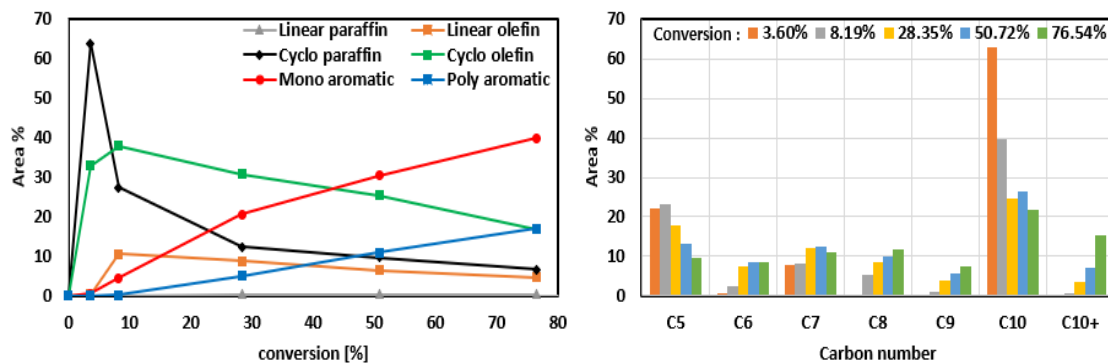 70
60
50
40
30
20
10
0
Area %
Linear paraffin
Linear olefin
Cyclo paraffin
Cyclo olefin
Mono aromatic
Poly aromatic
0 10 20 30 40 50 60 70 80
conversion [%]
70
60
50
40
30
20
10
0
Area %
Conversion : 3.60% 8.19% 28.35% 50.72% 76.54%
C5 C6 C7 C8 C9 C10 C10+
Carbon number